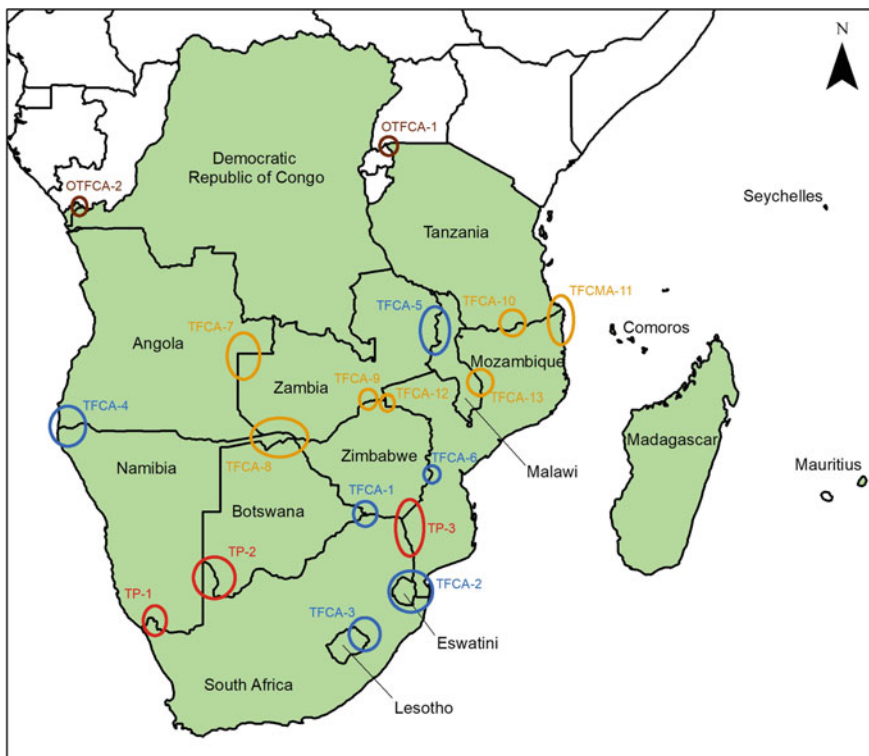 N
OTFCA-1
Democratic
Republic of Congo
OTFCA-2
Seychelles
Tanzania
TFCMA-11
TFCA-10
TFCA-5
Comoros
TFCA-7
Angola
Mozambique
Zambia
TFCA-9
TFCA-12
TFCA-13
TFCA-4
Madagascar
Zimbabwe
TFCA-6
Mauritius
Namibia
TFCA-8
Malawi
TFCA-1
Botswana
TP-3
TP-2
TFCA-2
TP-1
TFCA-3
Eswatini
South Africa
Lesotho